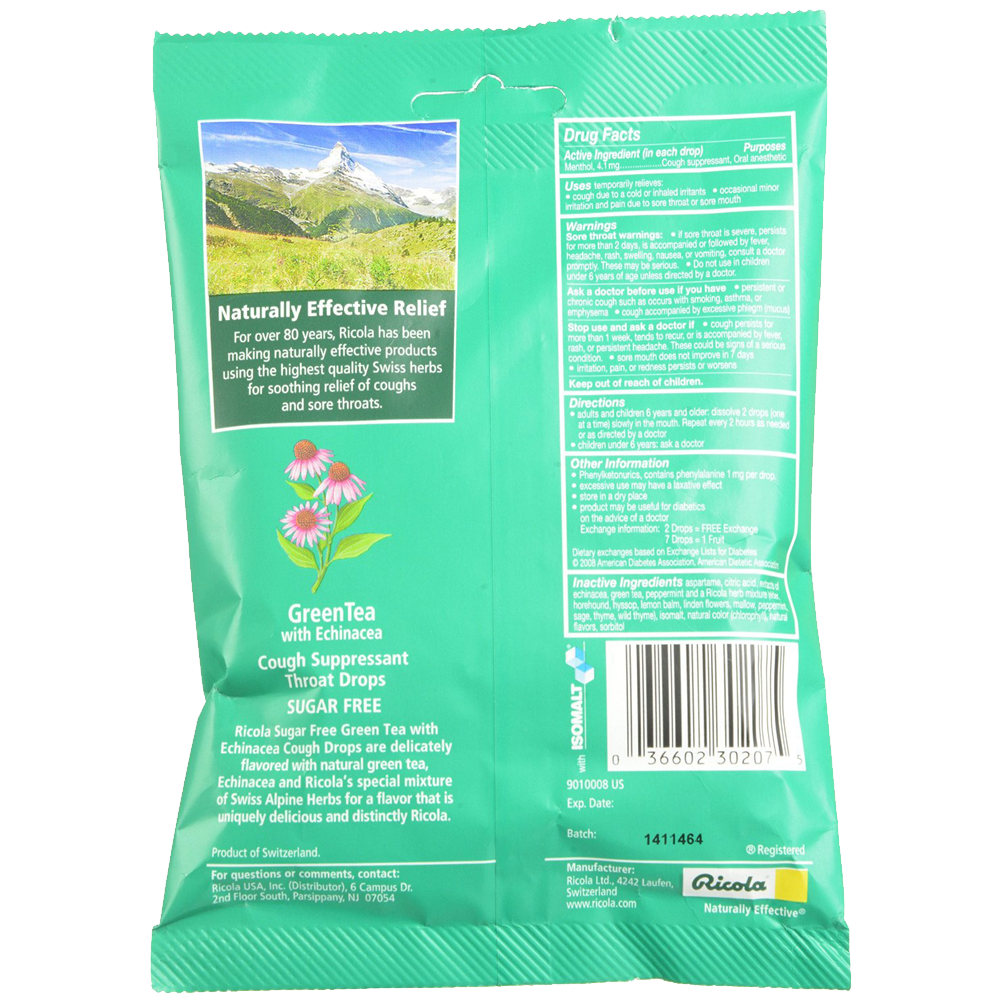 Naturally Effective Relief
For over 80 years, Ricola has been
making naturally effective products
using the highest quality Swiss herbs
for soothing relief of coughs
and sore throats.
GreenTea
with Echinacea
Cough Suppressant
Throat Drops
SUGAR FREE
Ricola Sugar Free Green Tea with
Echinacea Cough Drops are delicately
flavored with natural green tea,
Echinacea and Ricola's special mixture
of Swiss Alpine Herbs for a flavor that is
uniquely delicious and distinctly Ricola.
Product of Switzerland.
For questions or comments, contact:
Ricola USA, Inc. (Distributor), 6 Campus Dr.
2nd Floor South, Parsippany, NJ 07054
Drug Facts
Active Ingredient (in each drop) Purposes
Menthol, 4.1 mg..................Cough suppressant, Oral anesthetic
Uses temporarily relieves:
• cough due to a cold or inhaled irritants • occasional minor
irritation and pain due to sore throat or sore mouth
Warnings
Sore throat warnings: • if sore throat is severe, persists
for more than 2 days, is accompanied or followed by fever,
headache, rash, swelling, nausea, or vomiting, consult a doctor
promptly. These may be serious. • Do not use in children
under 6 years of age unless directed by a doctor.
Ask a doctor before use if you have • persistent or
chronic cough such as occurs with smoking, asthma, or
emphysema • cough accompanied by excessive phlegm (mucus)
Stop use and ask a doctor if • cough persists for
more than 1 week, tends to recur, or is accompanied by fever,
rash, or persistent headache. These could be signs of a serious
condition. • sore mouth does not improve in 7 days
• irritation, pain, or redness persists or worsens
Keep out of reach of children.
Directions
• adults and children 6 years and older: dissolve 2 drops (one
at a time) slowly in the mouth. Repeat every 2 hours as needed
or as directed by a doctor
• children under 6 years: ask a doctor
Other Information
• Phenylketonurics, contains phenylalanine 1 mg per drop.
• excessive use may have a laxative effect
• store in a dry place
• product may be useful for diabetics
on the advice of a doctor
Exchange information: 2 Drops = FREE Exchange
7 Drops = 1 Fruit
Dietary exchanges based on Exchange Lists for Diabetes
© 2008 American Diabetes Association, American Dietetic Association
Inactive Ingredients aspartame, citric acid, extracts of
echinacea, green tea, peppermint and a Ricola herb mixture
horehound, hyssop, lemon balm, linden flowers, mallow, peppermint,
sage, thyme, wild thyme), isomalt, natural color (chlorophyll), natural
flavors, sorbitol
with ISOMALT
0 36602 30207 5
9010008 US
Exp. Date:
Batch: 1411464
® Registered
Manufacturer:
Ricola Ltd., 4242 Laufen,
Switzerland
www.ricola.com
Ricola
Naturally Effective®